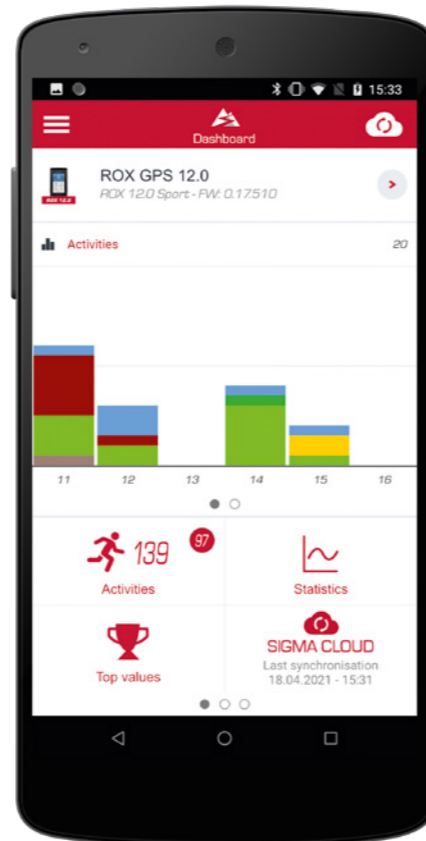 15:33
Dashboard
ROX GPS 12.0
ROX 12.0 Sport - FW: 0.17.510
ROX 12.0
Activities 20
11 12 13 14 15 16
139 97
Activities
Statistics
Top values
SIGMA CLOUD
Last synchronisation
18.04.2021 - 15:31